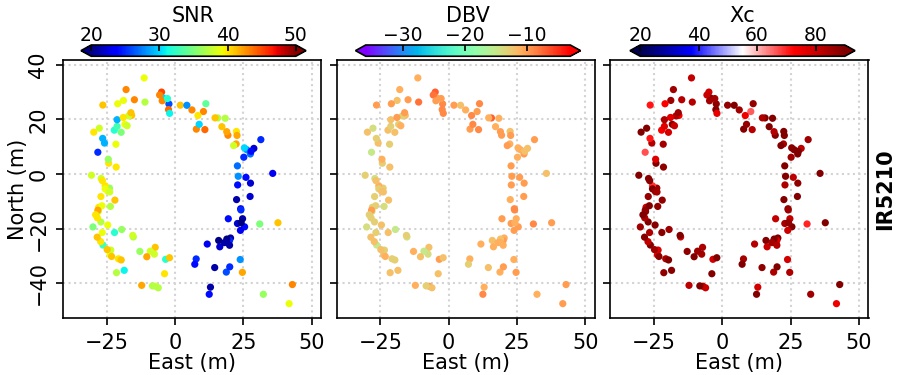 SNR DBV Xc
20 30 40 50 −30 −20 −10 20 40 60 80
40
20
0
−20
−40
North (m)
−25 0 25 50 −25 0 25 50 −25 0 25 50
East (m) East (m) East (m)
IR5210